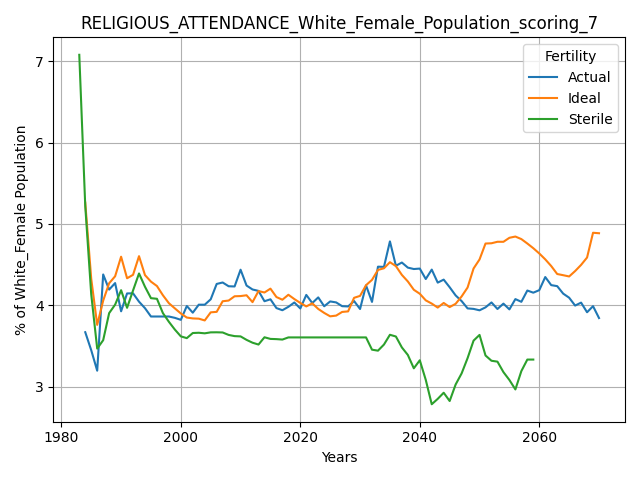 RELIGIOUS_ATTENDANCE_White_Female_Population_scoring_7
Fertility
Actual
Ideal
Sterile
% of White_Female Population
7
6
5
4
3
1980 2000 2020 2040 2060
Years